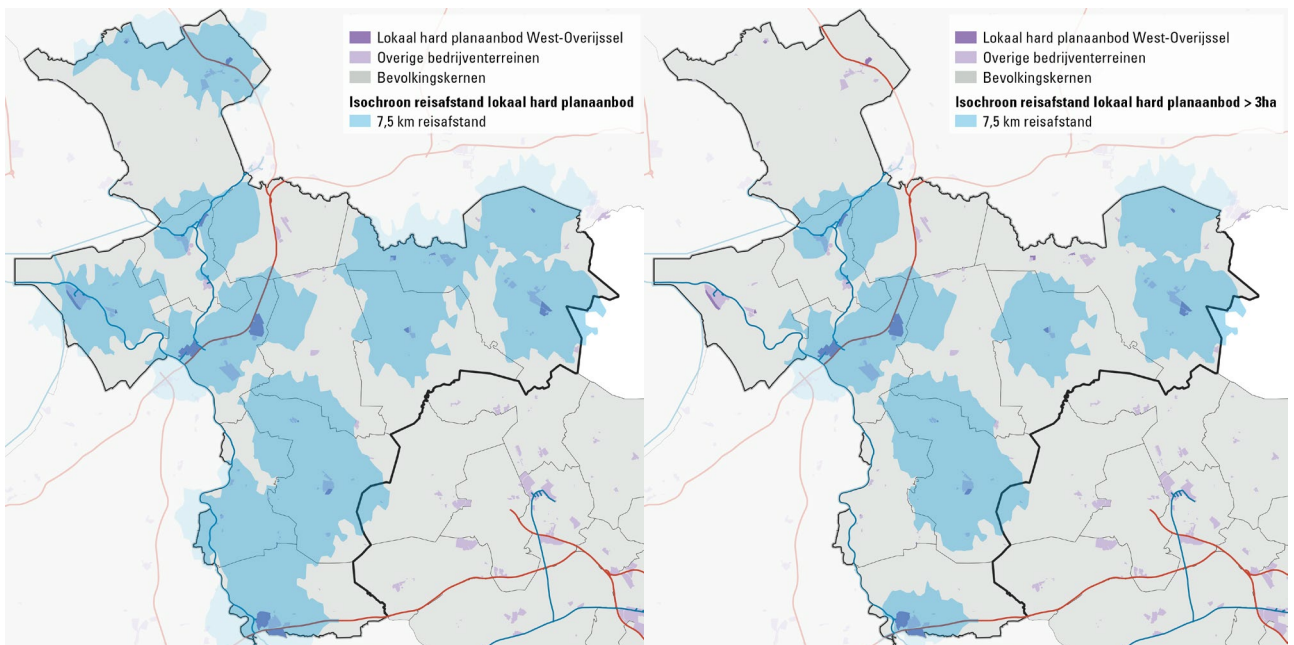 Lokaal hard planaanbod West-Overijssel
Overige bedrijventerreinen
Bevolkingskernen
Isochroon reisafstand lokaal hard planaanbod
7,5 km reisafstand
Lokaal hard planaanbod West-Overijssel
Overige bedrijventerreinen
Bevolkingskernen
Isochroon reisafstand lokaal hard planaanbod > 3ha
7,5 km reisafstand